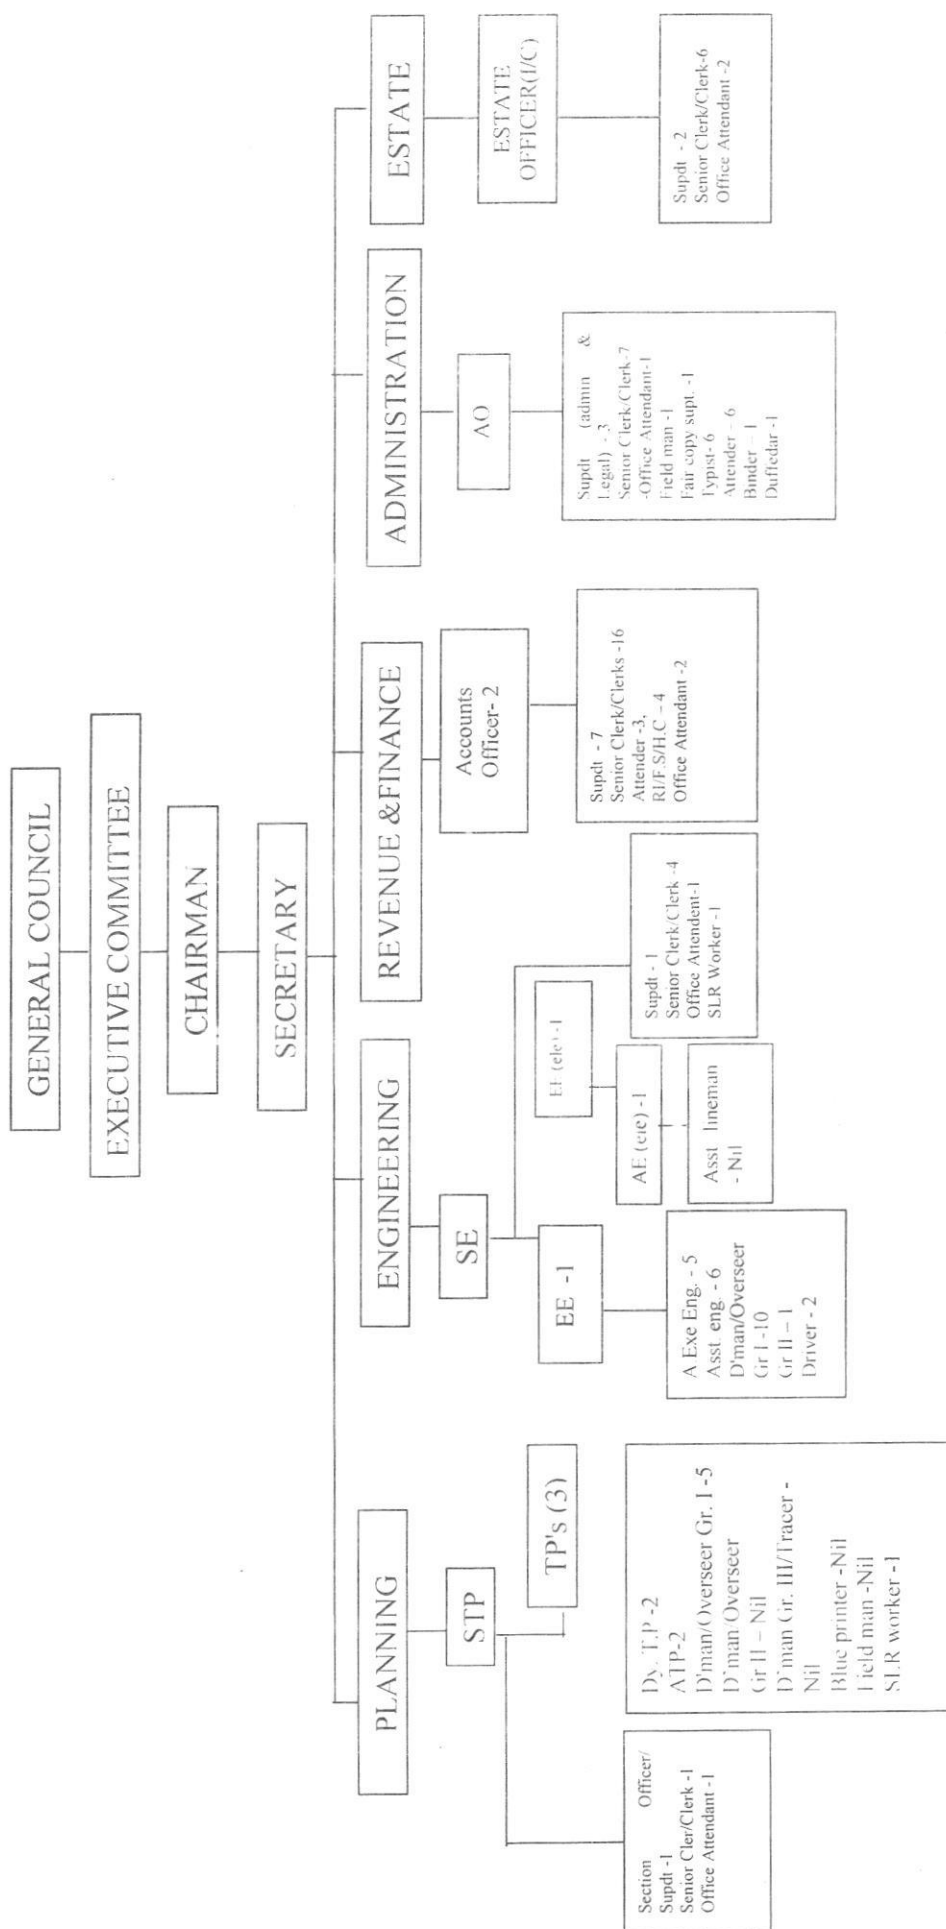 GENERAL COUNCIL
EXECUTIVE COMMITTEE
CHAIRMAN
SECRETARY
PLANNING
ENGINEERING
REVENUE &FINANCE
ADMINISTRATION
ESTATE
STP
TP's (3)
Section Officer/
Supdt -1
Senior Cler/Clerk -1
Office Attendant -1
Dy. T.P -2
ATP-2
D'man/Overseer Gr. I -5
D'man/Overseer
Gr II – Nil
D'man Gr. III/Tracer -
Nil
Blue printer -Nil
Field man -Nil
SLR worker -1
SE
EE -1
A Exe Eng. - 5
Asst. eng. - 6
D'man/Overseer
Gr I -10
Gr II – 1
Driver - 2
EE (ele) -1
AE (ele) -1
Asst lineman
- Nil
Supdt - 1
Senior Clerk/Clerk -4
Office Attendent-1
SLR Worker -1
Accounts
Officer- 2
Supdt - 7
Senior Clerk/Clerks -16
Attender -3,
RI/F.S/H.C – 4
Office Attendant -2
AO
Supdt (admin &
Legal) - 3
Senior Clerk/Clerk-7
-Office Attendant-1
Field man -1
Fair copy supt. -1
Typist- 6
Attender – 6
Binder – 1
Duffedar -1
ESTATE
OFFICER(I/C)
Supdt - 2
Senior Clerk/Clerk-6
Office Attendant -2